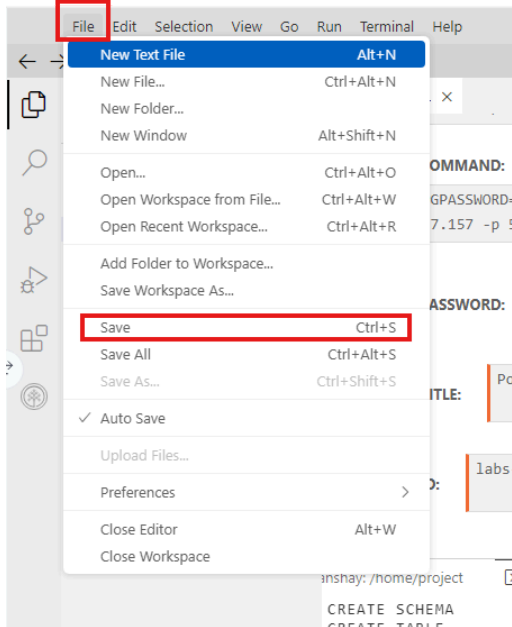 File Edit Selection View Go Run Terminal Help
New Text File Alt+N
New File... Ctrl+Alt+N
New Folder...
New Window Alt+Shift+N
Open... Ctrl+Alt+O
Open Workspace from File... Ctrl+Alt+W
Open Recent Workspace... Ctrl+Alt+R
Add Folder to Workspace...
Save Workspace As...
Save Ctrl+S
Save All Ctrl+Alt+S
Save As... Ctrl+Shift+S
Auto Save
Upload Files...
Preferences
Close Editor Alt+W
Close Workspace
OMMAND:
GPASSWORD=
7.157 -p 5
ASSWORD:
Po
ITLE:
labs
D:
anshay: /home/project
CREATE SCHEMA
CREATE TABLE